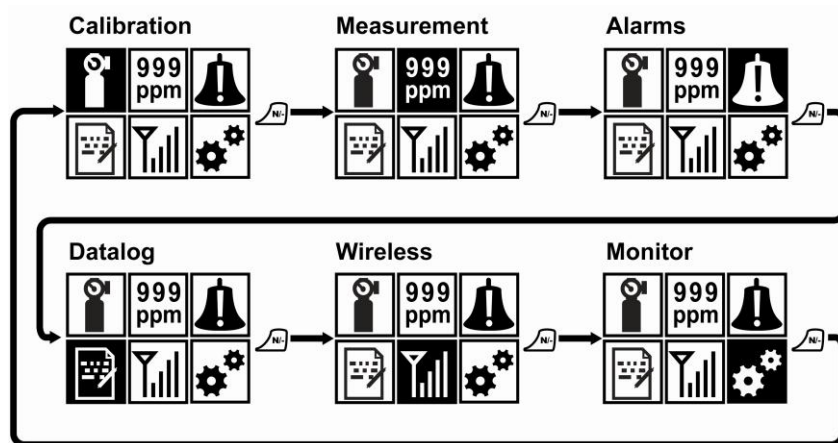 Calibration Measurement Alarms
999 ppm 999 ppm 999 ppm
N/- N/- N/-
Datalog Wireless Monitor
999 ppm 999 ppm 999 ppm
N/- N/- N/-